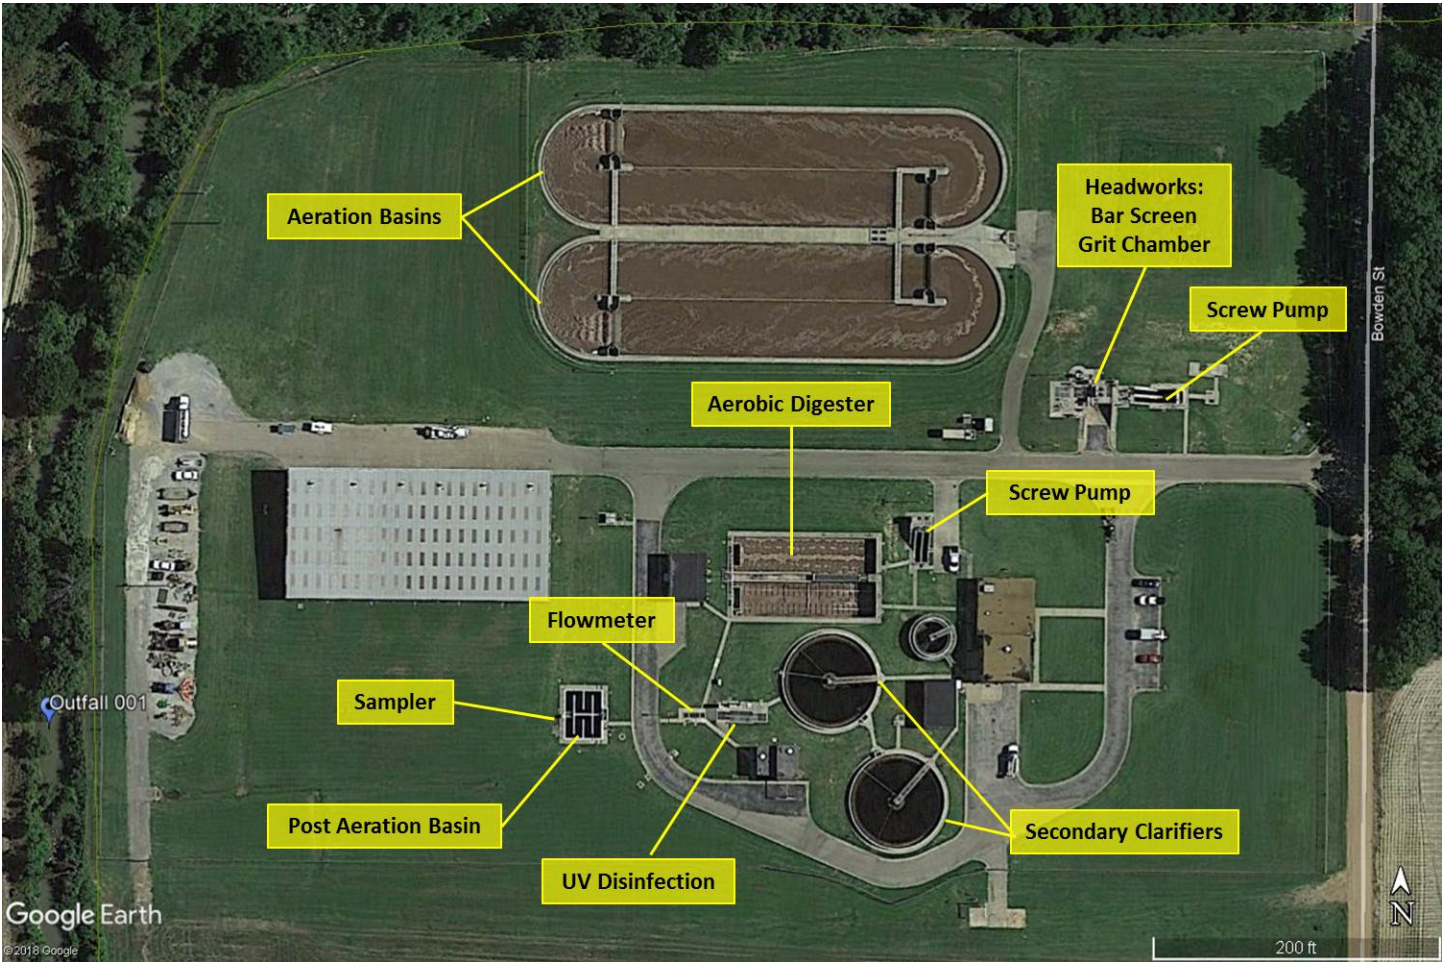 Aeration Basins
Headworks:
Bar Screen
Grit Chamber
Screw Pump
Bowden St
Aerobic Digester
Screw Pump
Flowmeter
Sampler
Outfall 001
Post Aeration Basin
Secondary Clarifiers
UV Disinfection
Google Earth
©2018 Google
N
200 ft